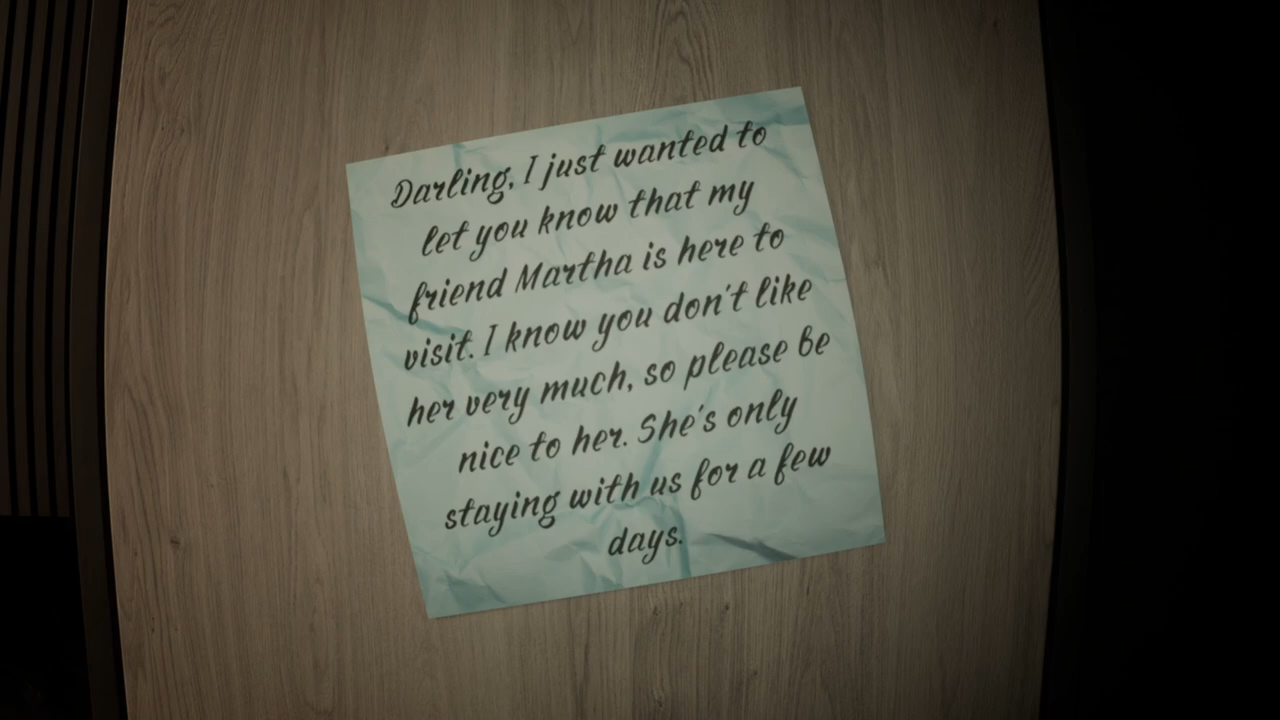 Darling, I just wanted to
let you know that my
friend Martha is here to
visit. I know you don't like
her very much, so please be
nice to her. She's only
staying with us for a few
days.